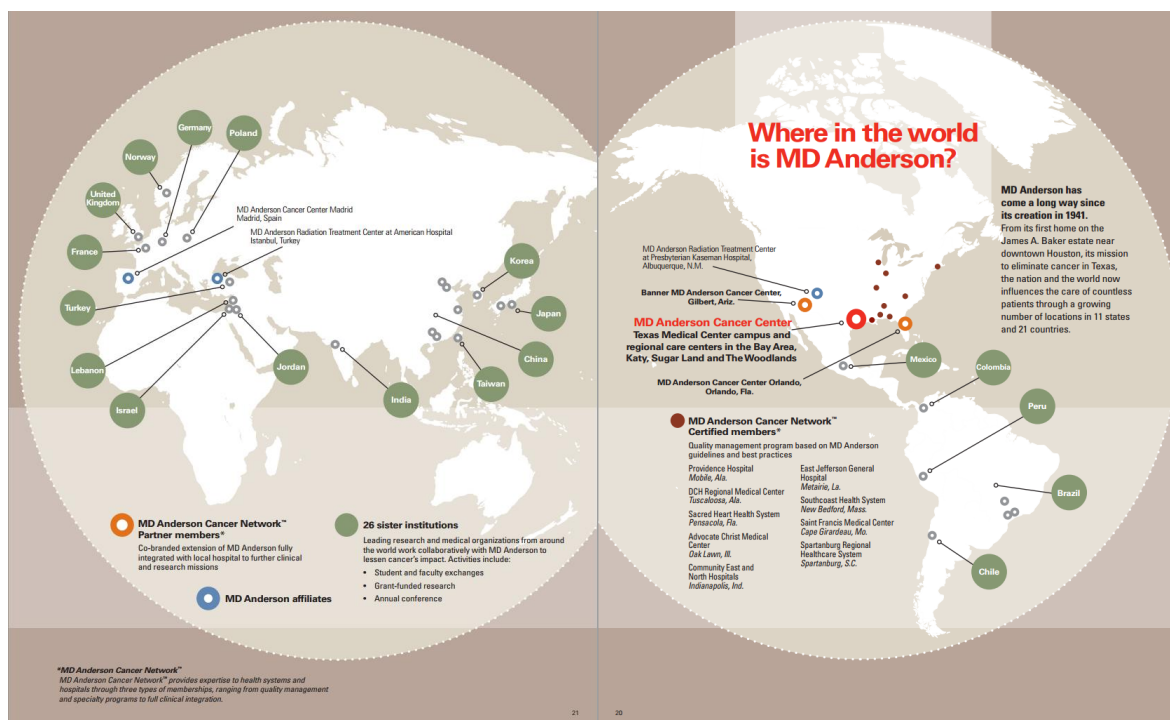 Germany
Poland
Norway
United
Kingdom
MD Anderson Cancer Center Madrid
Madrid, Spain
MD Anderson Radiation Treatment Center at American Hospital
Istanbul, Turkey
France
Korea
Turkey
Japan
China
Jordan
Lebanon
Taiwan
India
Israel
MD Anderson Cancer Network™
Partner members*
Co-branded extension of MD Anderson fully
integrated with local hospital to further clinical
and research missions
MD Anderson affiliates
26 sister institutions
Leading research and medical organizations from around
the world work collaboratively with MD Anderson to
lessen cancer's impact. Activities include:
• Student and faculty exchanges
• Grant-funded research
• Annual conference
*MD Anderson Cancer Network™
MD Anderson Cancer Network™ provides expertise to health systems and
hospitals through three types of memberships, ranging from quality management
and specialty programs to full clinical integration.
21
Where in the world
is MD Anderson?
MD Anderson has
come a long way since
its creation in 1941.
From its first home on the
James A. Baker estate near
downtown Houston, its mission
to eliminate cancer in Texas,
the nation and the world now
influences the care of countless
patients through a growing
number of locations in 11 states
and 21 countries.
MD Anderson Radiation Treatment Center
at Presbyterian Kaseman Hospital,
Albuquerque, N.M.
Banner MD Anderson Cancer Center,
Gilbert, Ariz.
MD Anderson Cancer Center
Texas Medical Center campus and
regional care centers in the Bay Area,
Katy, Sugar Land and The Woodlands
MD Anderson Cancer Center Orlando,
Orlando, Fla.
Mexico
Colombia
Peru
Brazil
Chile
MD Anderson Cancer Network™
Certified members*
Quality management program based on MD Anderson
guidelines and best practices
Providence Hospital
Mobile, Ala.
DCH Regional Medical Center
Tuscaloosa, Ala.
Sacred Heart Health System
Pensacola, Fla.
Advocate Christ Medical
Center
Oak Lawn, Ill.
Community East and
North Hospitals
Indianapolis, Ind.
East Jefferson General
Hospital
Metairie, La.
Southcoast Health System
New Bedford, Mass.
Saint Francis Medical Center
Cape Girardeau, Mo.
Spartanburg Regional
Healthcare System
Spartanburg, S.C.
20